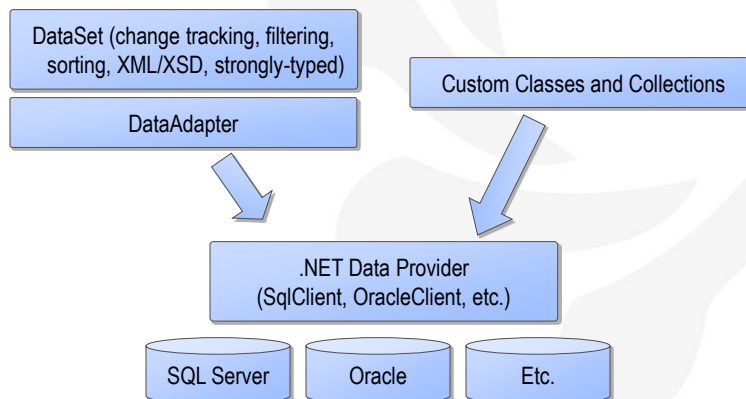 DataSet (change tracking, filtering,
sorting, XML/XSD, strongly-typed)
Custom Classes and Collections
DataAdapter
.NET Data Provider
(SqlClient, OracleClient, etc.)
SQL Server
Oracle
Etc.